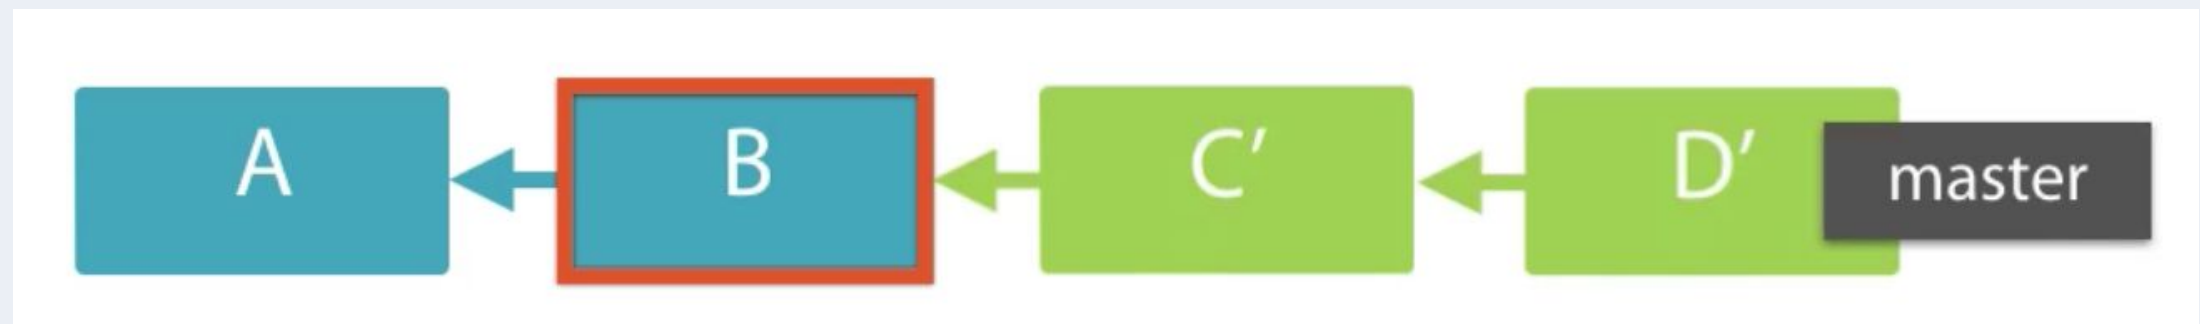 A B C′ D′ master